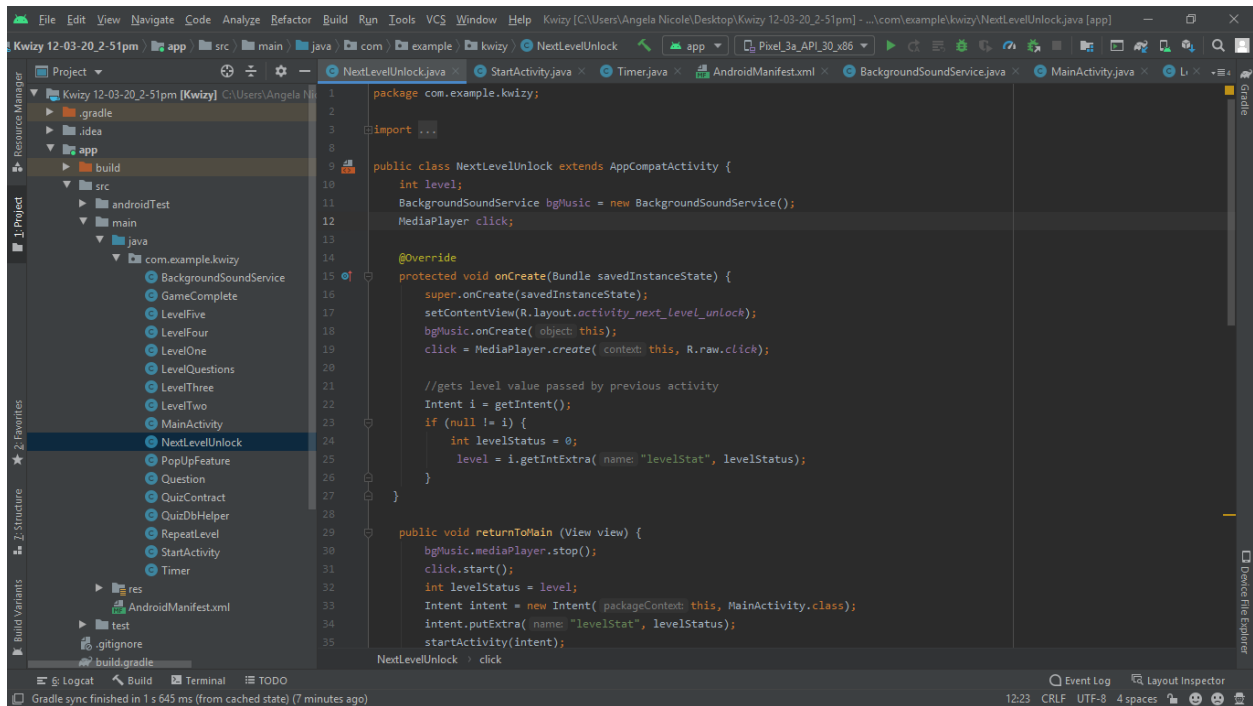 File Edit View Navigate Code Analyze Refactor Build Run Tools VCS Window Help Kwizy [C:\Users\Angela Nicole\Desktop\Kwizy 12-03-20_2-51pm] - ...\com\example\kwizy\NextLevelUnlock.java [app]
Kwizy 12-03-20_2-51pm app src main java com example kwizy NextLevelUnlock app Pixel_3a_API_30_x86
Project
NextLevelUnlock.java StartActivity.java Timer.java AndroidManifest.xml BackgroundSoundService.java MainActivity.java
Resource Manager
1: Project
2: Favorites
7: Structure
Build Variants
Kwizy 12-03-20_2-51pm [Kwizy] C:\Users\Angela Ni
.gradle
.idea
app
build
src
androidTest
main
java
com.example.kwizy
BackgroundSoundService
GameComplete
LevelFive
LevelFour
LevelOne
LevelQuestions
LevelThree
LevelTwo
MainActivity
NextLevelUnlock
PopUpFeature
Question
QuizContract
QuizDbHelper
RepeatLevel
StartActivity
Timer
res
AndroidManifest.xml
test
.gitignore
build.gradle
1 package com.example.kwizy;
2
3 import ...
8
9 public class NextLevelUnlock extends AppCompatActivity {
10 int level;
11 BackgroundSoundService bgMusic = new BackgroundSoundService();
12 MediaPlayer click;
13
14 @Override
15 protected void onCreate(Bundle savedInstanceState) {
16 super.onCreate(savedInstanceState);
17 setContentView(R.layout.activity_next_level_unlock);
18 bgMusic.onCreate( object: this);
19 click = MediaPlayer.create( context: this, R.raw.click);
20
21 //gets level value passed by previous activity
22 Intent i = getIntent();
23 if (null != i) {
24 int levelStatus = 0;
25 level = i.getIntExtra( name: "levelStat", levelStatus);
26 }
27 }
28
29 public void returnToMain (View view) {
30 bgMusic.mediaPlayer.stop();
31 click.start();
32 int levelStatus = level;
33 Intent intent = new Intent( packageContext: this, MainActivity.class);
34 intent.putExtra( name: "levelStat", levelStatus);
35 startActivity(intent);
NextLevelUnlock click
Gradle
Device File Explorer
6: Logcat Build Terminal TODO Event Log Layout Inspector
Gradle sync finished in 1 s 645 ms (from cached state) (7 minutes ago) 12:23 CRLF UTF-8 4 spaces